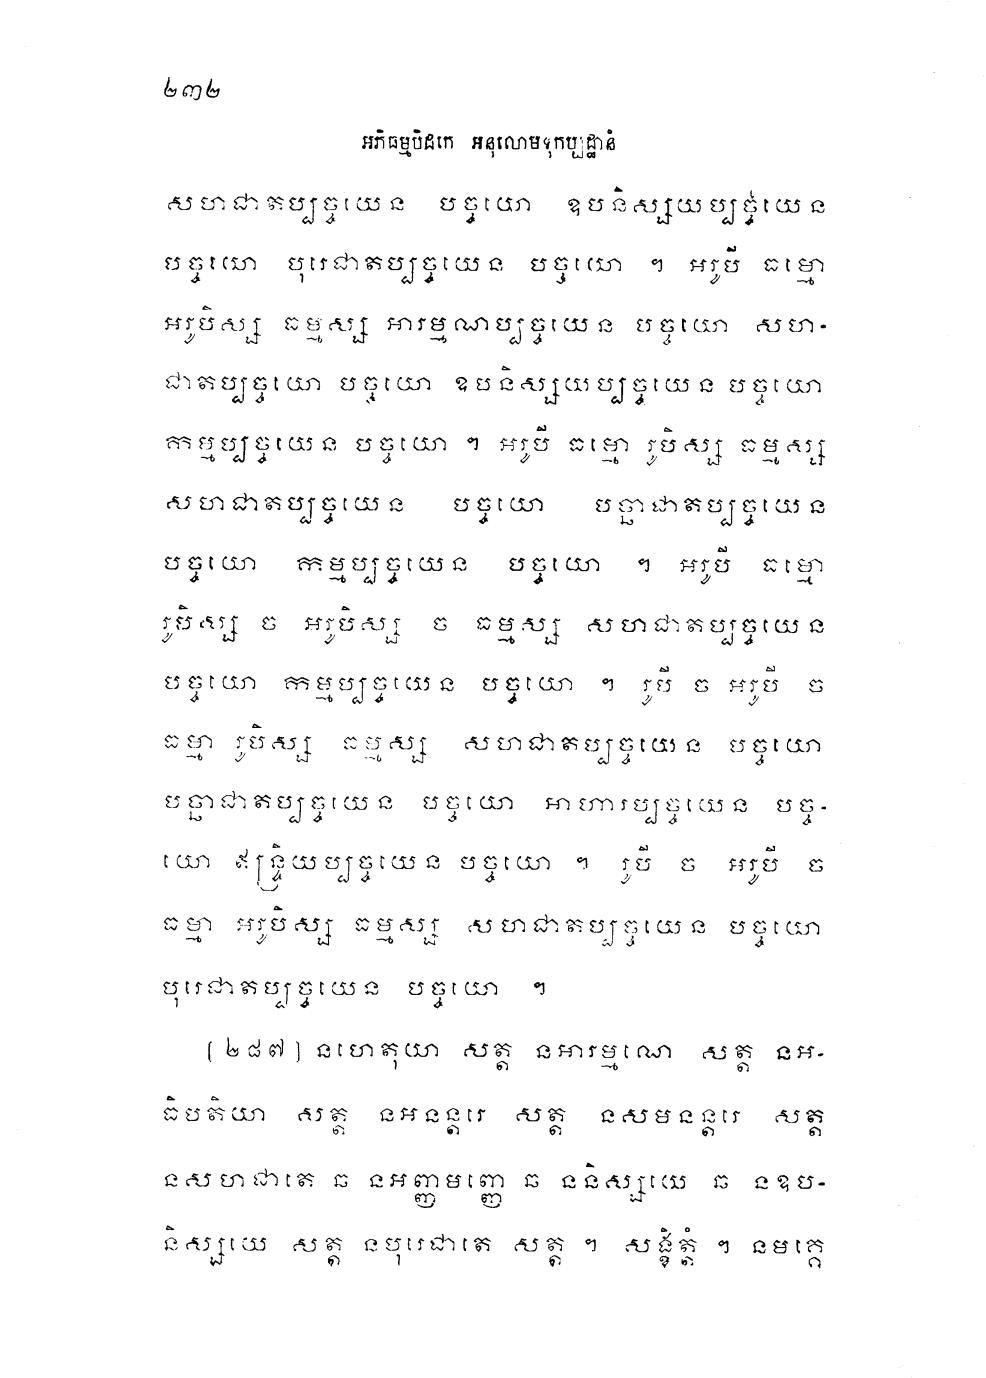 ២៣២
អភិធម្មបិដកេ អនុលោមទុកប្បដ្ឋានំ
សហជាតប្បច្ចយេន បច្ចយោ ឧបនិស្សយប្បច្ចយេន
បច្ចយោ បុរេជាតប្បច្ចយេន បច្ចយោ ។ អរូបី ធម្មោ
អរូបិស្ស ធម្មស្ស អារម្មណប្បច្ចយេន បច្ចយោ សហ-
ជាតប្បច្ចយោ បច្ចយោ ឧបនិស្សយប្បច្ចយេន បច្ចយោ
កម្មប្បច្ចយេន បច្ចយោ ។ អរូបី ធម្មោ រូបិស្ស ធម្មស្ស
សហជាតប្បច្ចយេន បច្ចយោ បច្ឆាជាតប្បច្ចយេន
បច្ចយោ កម្មប្បច្ចយេន បច្ចយោ ។ អរូបី ធម្មោ
រូបិស្ស ច អរូបិស្ស ច ធម្មស្ស សហជាតប្បច្ចយេន
បច្ចយោ កម្មប្បច្ចយេន បច្ចយោ ។ រូបី ច អរូបី ច
ធម្មា រូបិស្ស ធម្មស្ស សហជាតប្បច្ចយេន បច្ចយោ
បច្ឆាជាតប្បច្ចយេន បច្ចយោ អាហារប្បច្ចយេន បច្ច-
យោ ឥន្ទ្រិយប្បច្ចយេន បច្ចយោ ។ រូបី ច អរូបី ច
ធម្មា អរូបិស្ស ធម្មស្ស សហជាតប្បច្ចយេន បច្ចយោ
បុរេជាតប្បច្ចយេន បច្ចយោ ។
[២៨៧] នហេតុយា សត្ត នអារម្មណេ សត្ត នអ-
ធិបតិយា សត្ត នអនន្តរេ សត្ត នសមនន្តរេ សត្ត
នសហជាតេ ឆ នអញ្ញមញ្ញេ ឆ ននិស្សយេ ឆ នឧប-
និស្សយេ សត្ត នបុរេជាតេ សត្ត ។ សង្ខិត្តំ ។ នមគ្គេ